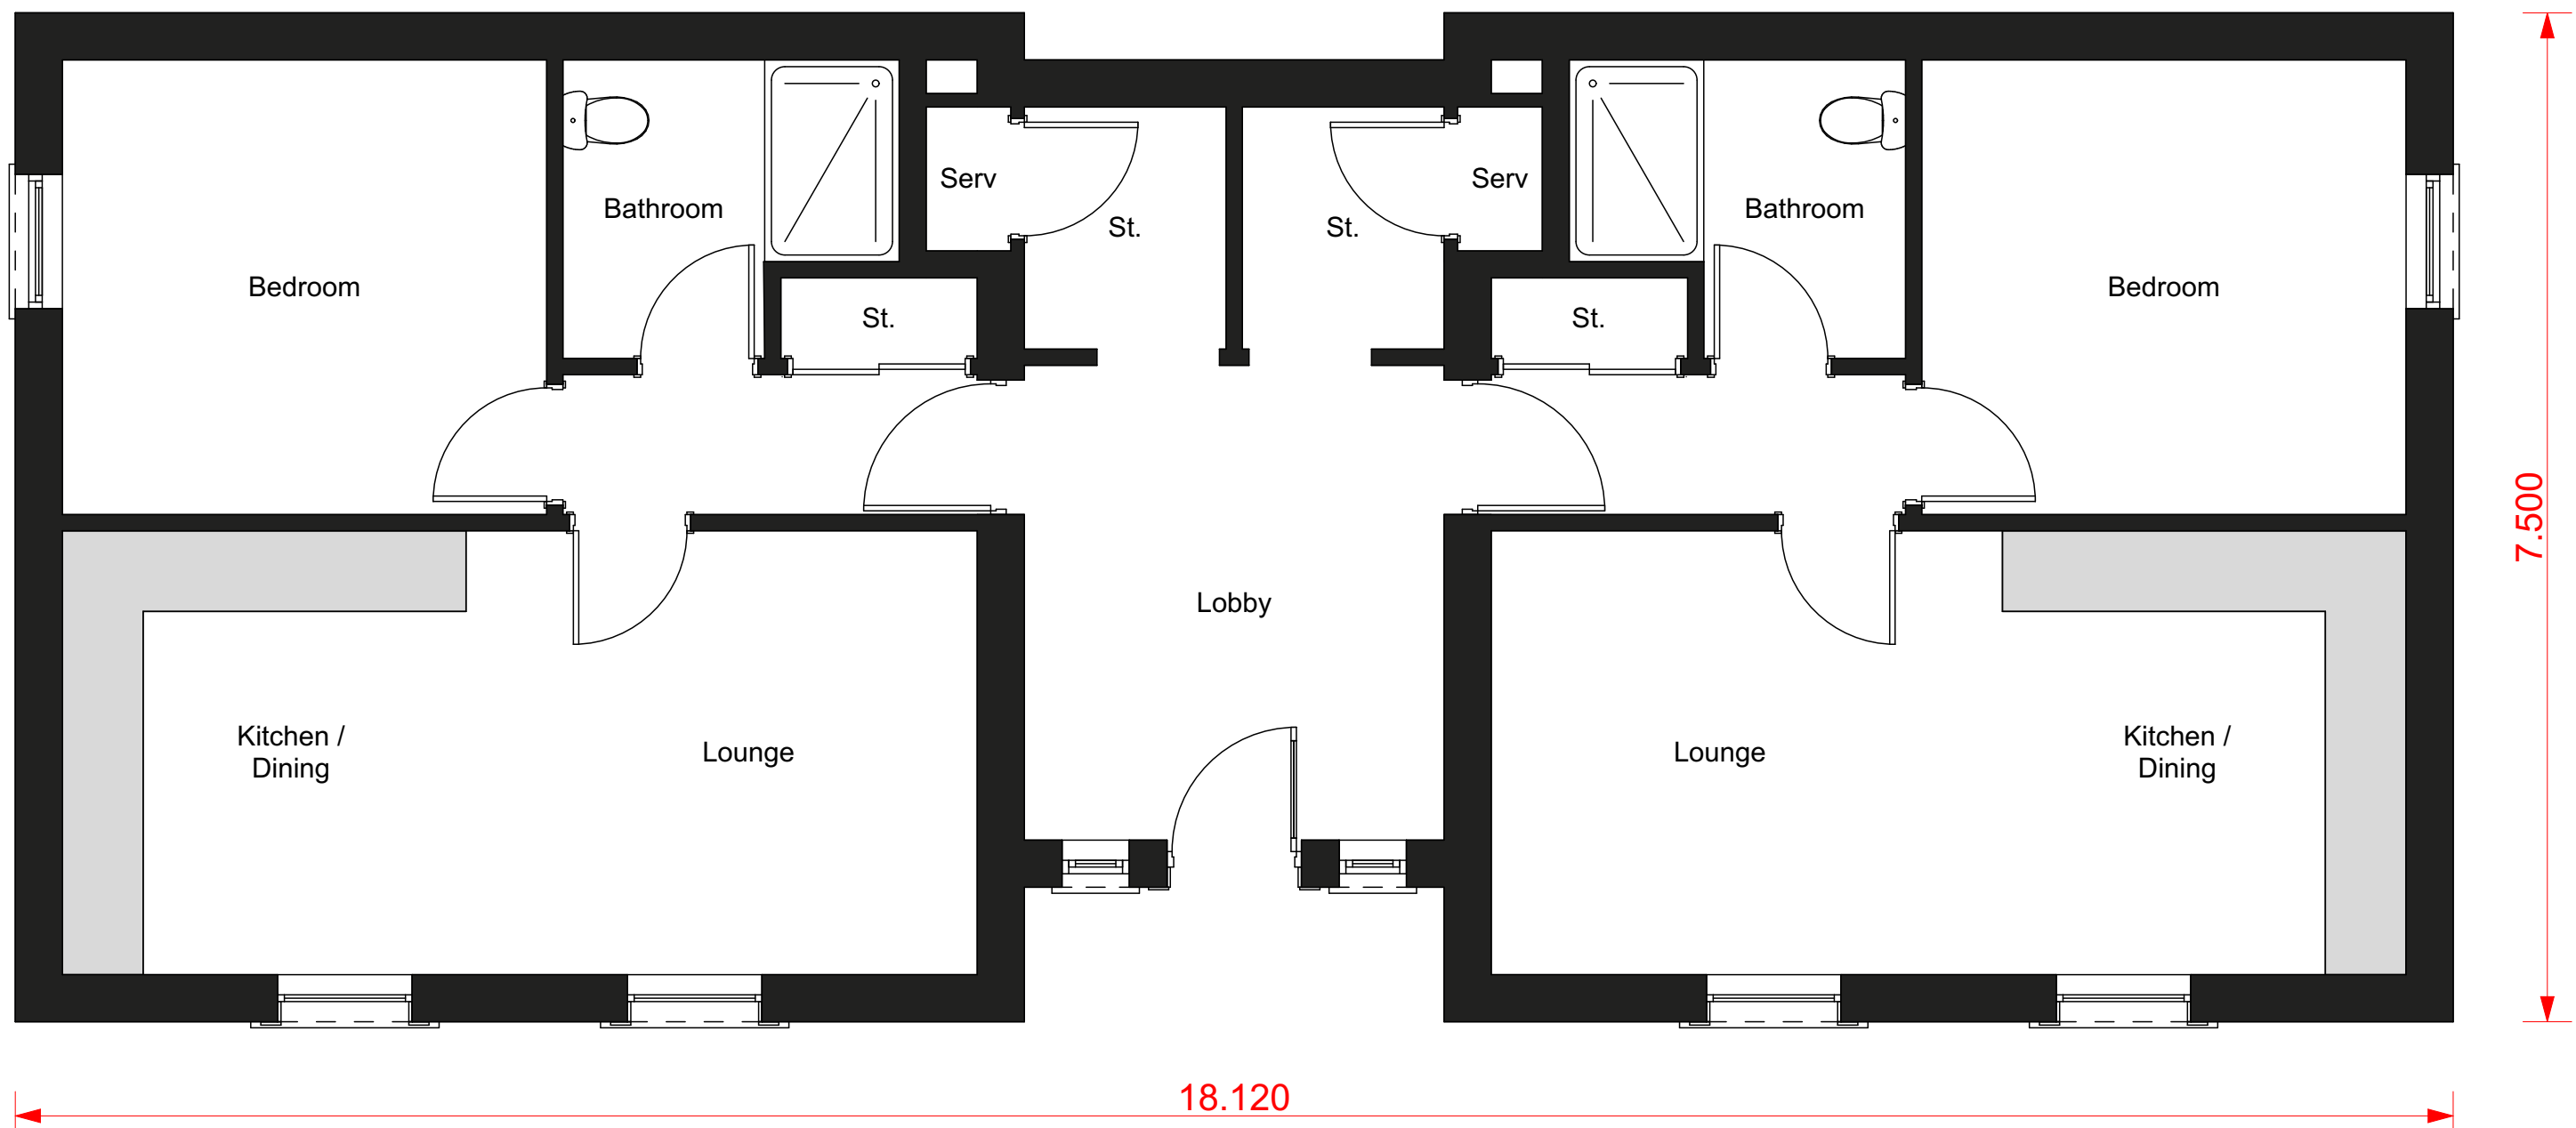 Serv
Serv
Bathroom
Bathroom
St.
St.
Bedroom
Bedroom
St.
St.
7.500
Lobby
Kitchen /
Dining
Lounge
Lounge
Kitchen /
Dining
18.120